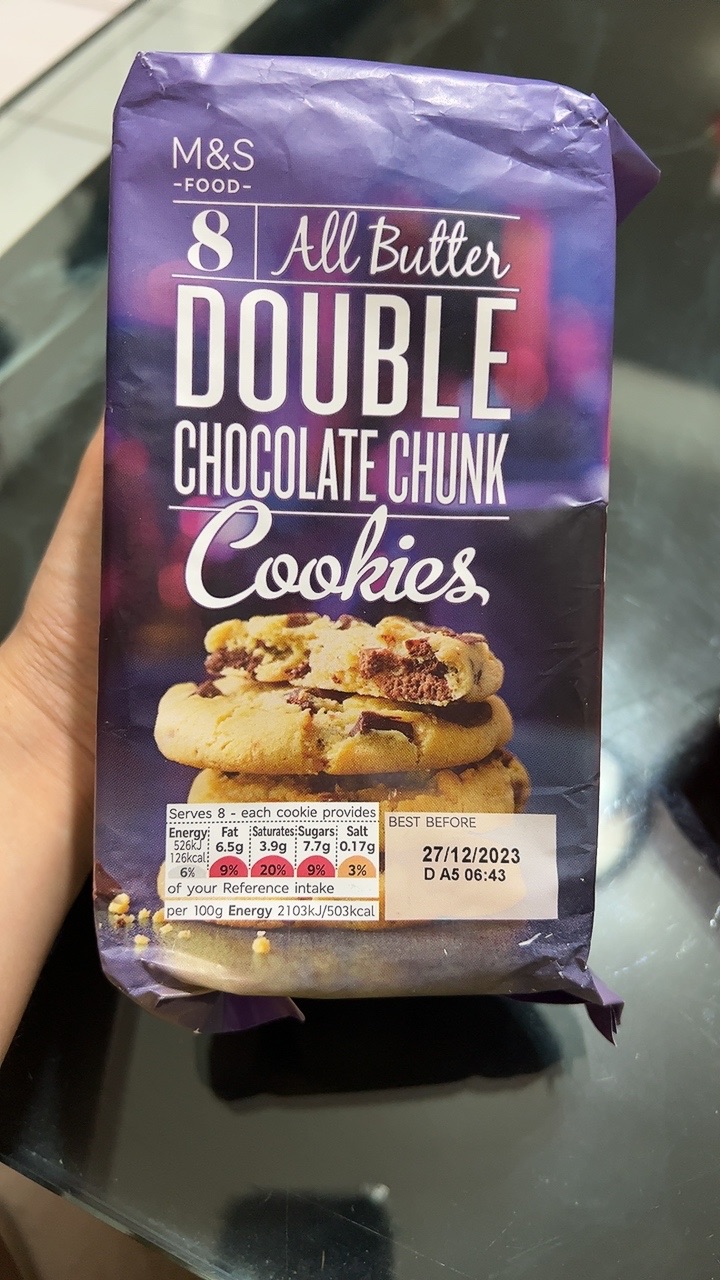 M&S
-FOOD-
8 All Butter
DOUBLE
CHOCOLATE CHUNK
Cookies
Serves 8 - each cookie provides
Energy Fat Saturates Sugars Salt
526kJ 6.5g 3.9g 7.7g 0.17g
126kcal
6% 9% 20% 9% 3%
of your Reference intake
per 100g Energy 2103kJ/503kcal
BEST BEFORE
27/12/2023
D A5 06:43